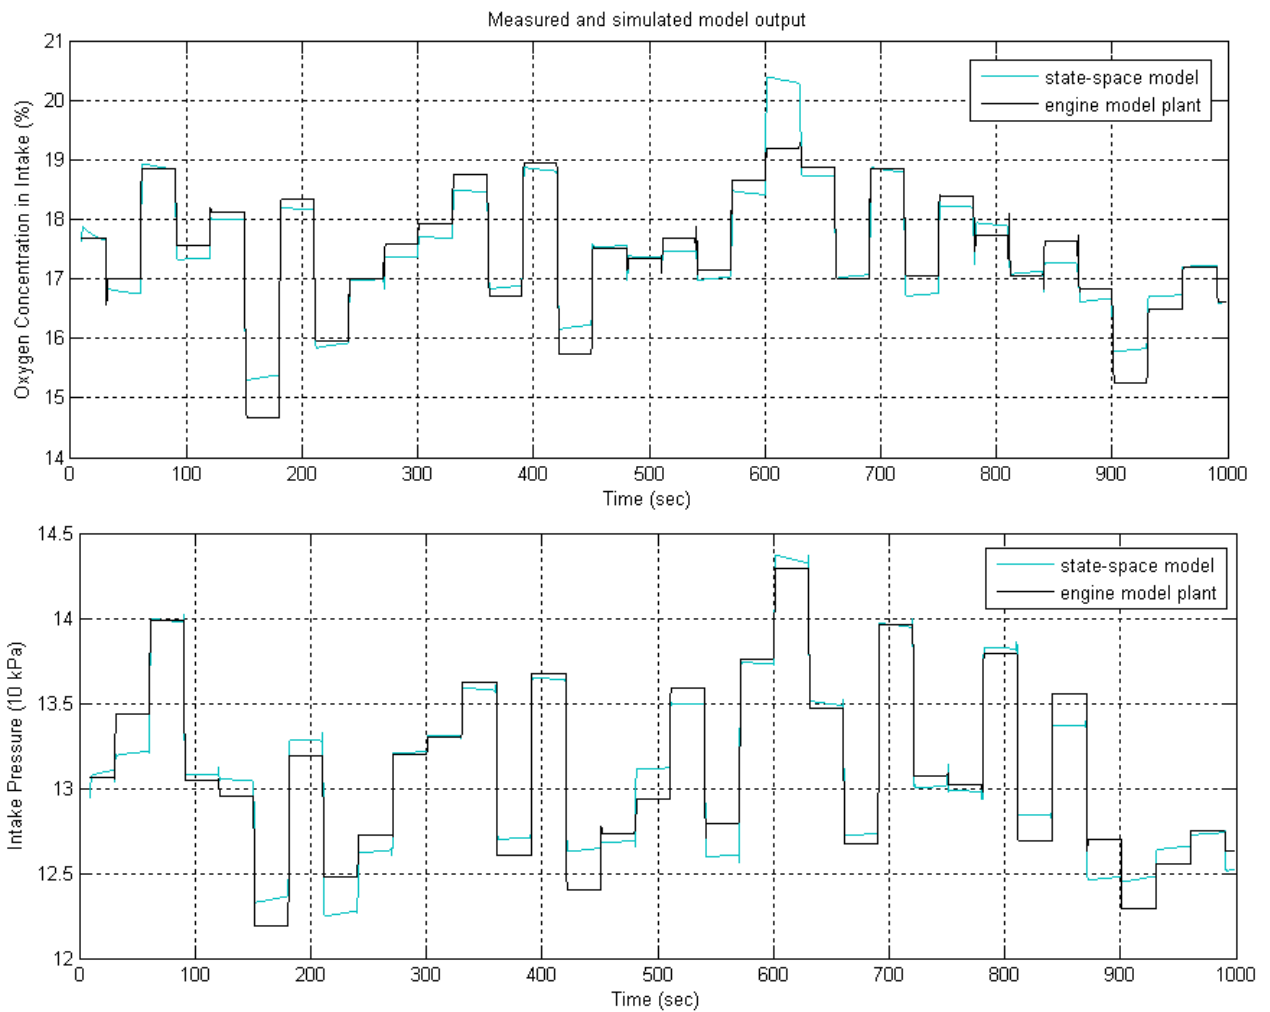 Measured and simulated model output
21
20
19
18
17
16
15
14
Oxygen Concentration in Intake (%)
state-space model
engine model plant
0 100 200 300 400 500 600 700 800 900 1000
Time (sec)
14.5
14
13.5
13
12.5
12
Intake Pressure (10 kPa)
state-space model
engine model plant
0 100 200 300 400 500 600 700 800 900 1000
Time (sec)